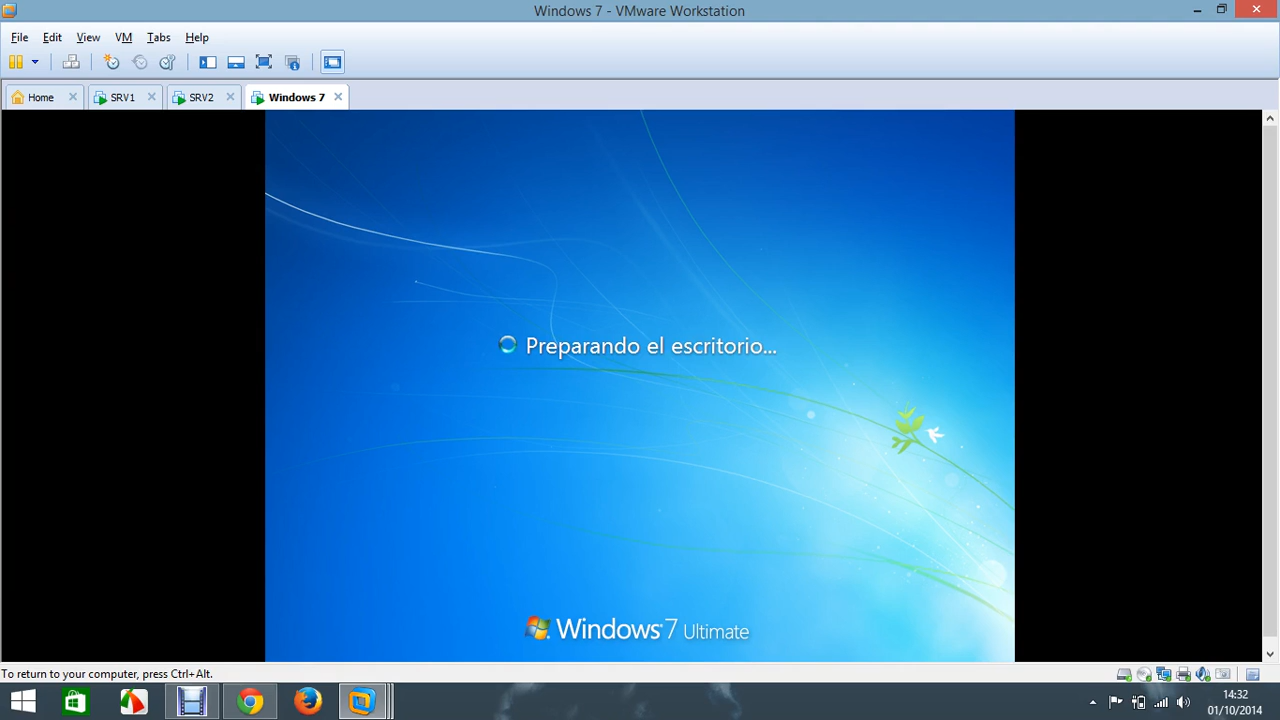 Windows 7 - VMware Workstation
File Edit View VM Tabs Help
Home SRV1 SRV2 Windows 7
Preparando el escritorio...
Windows 7 Ultimate
To return to your computer, press Ctrl+Alt.
14:32
01/10/2014